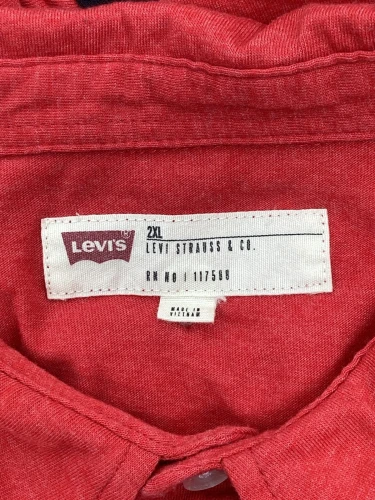 LEVI'S
®
2XL
LEVI STRAUSS & CO.
RN NO / 117568
MADE IN
VIETNAM